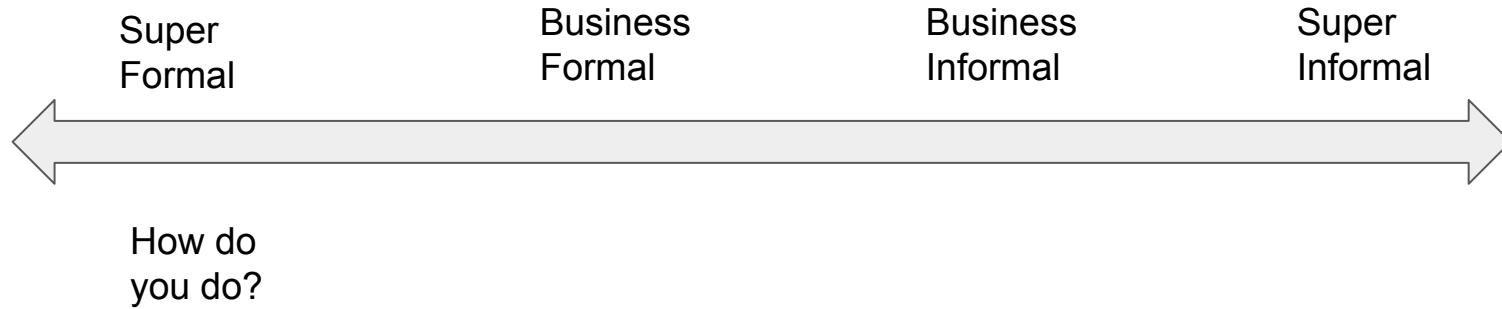 Super
Formal
Business
Formal
Business
Informal
Super
Informal
How do
you do?